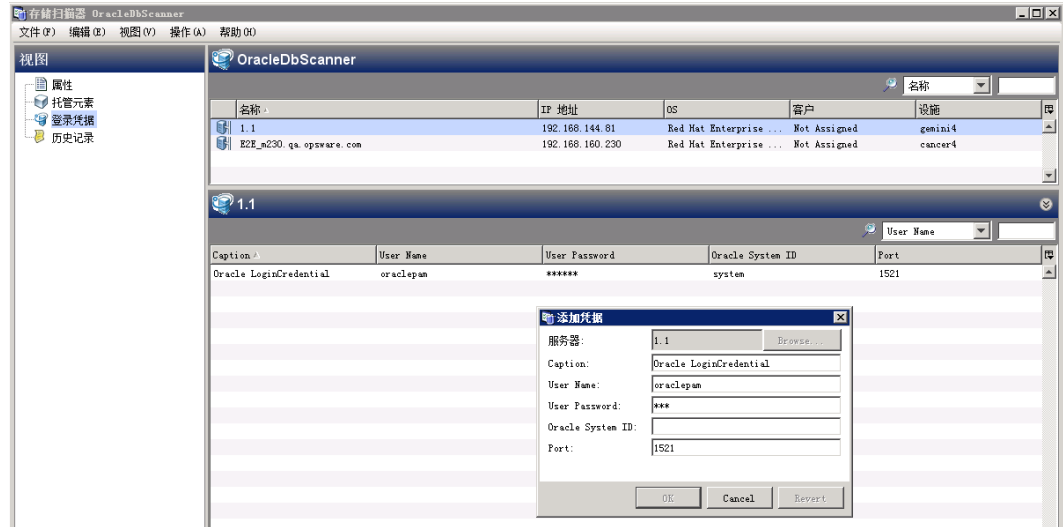 存储扫描器 OracleDbScanner
文件(F) 编辑(E) 视图(V) 操作(A) 帮助(H)
视图
属性
托管元素
登录凭据
历史记录
OracleDbScanner
名称
名称 IP 地址 OS 客户 设施
1.1 192.168.144.81 Red Hat Enterprise ... Not Assigned gemini4
E2E_m230.qa.opsware.com 192.168.160.230 Red Hat Enterprise ... Not Assigned cancer4
1.1
User Name
Caption User Name User Password Oracle System ID Port
Oracle LoginCredential oraclepam ****** system 1521
添加凭据
服务器: 1.1 Browse...
Caption: Oracle LoginCredential
User Name: oraclepam
User Password: ***
Oracle System ID:
Port: 1521
OK Cancel Revert